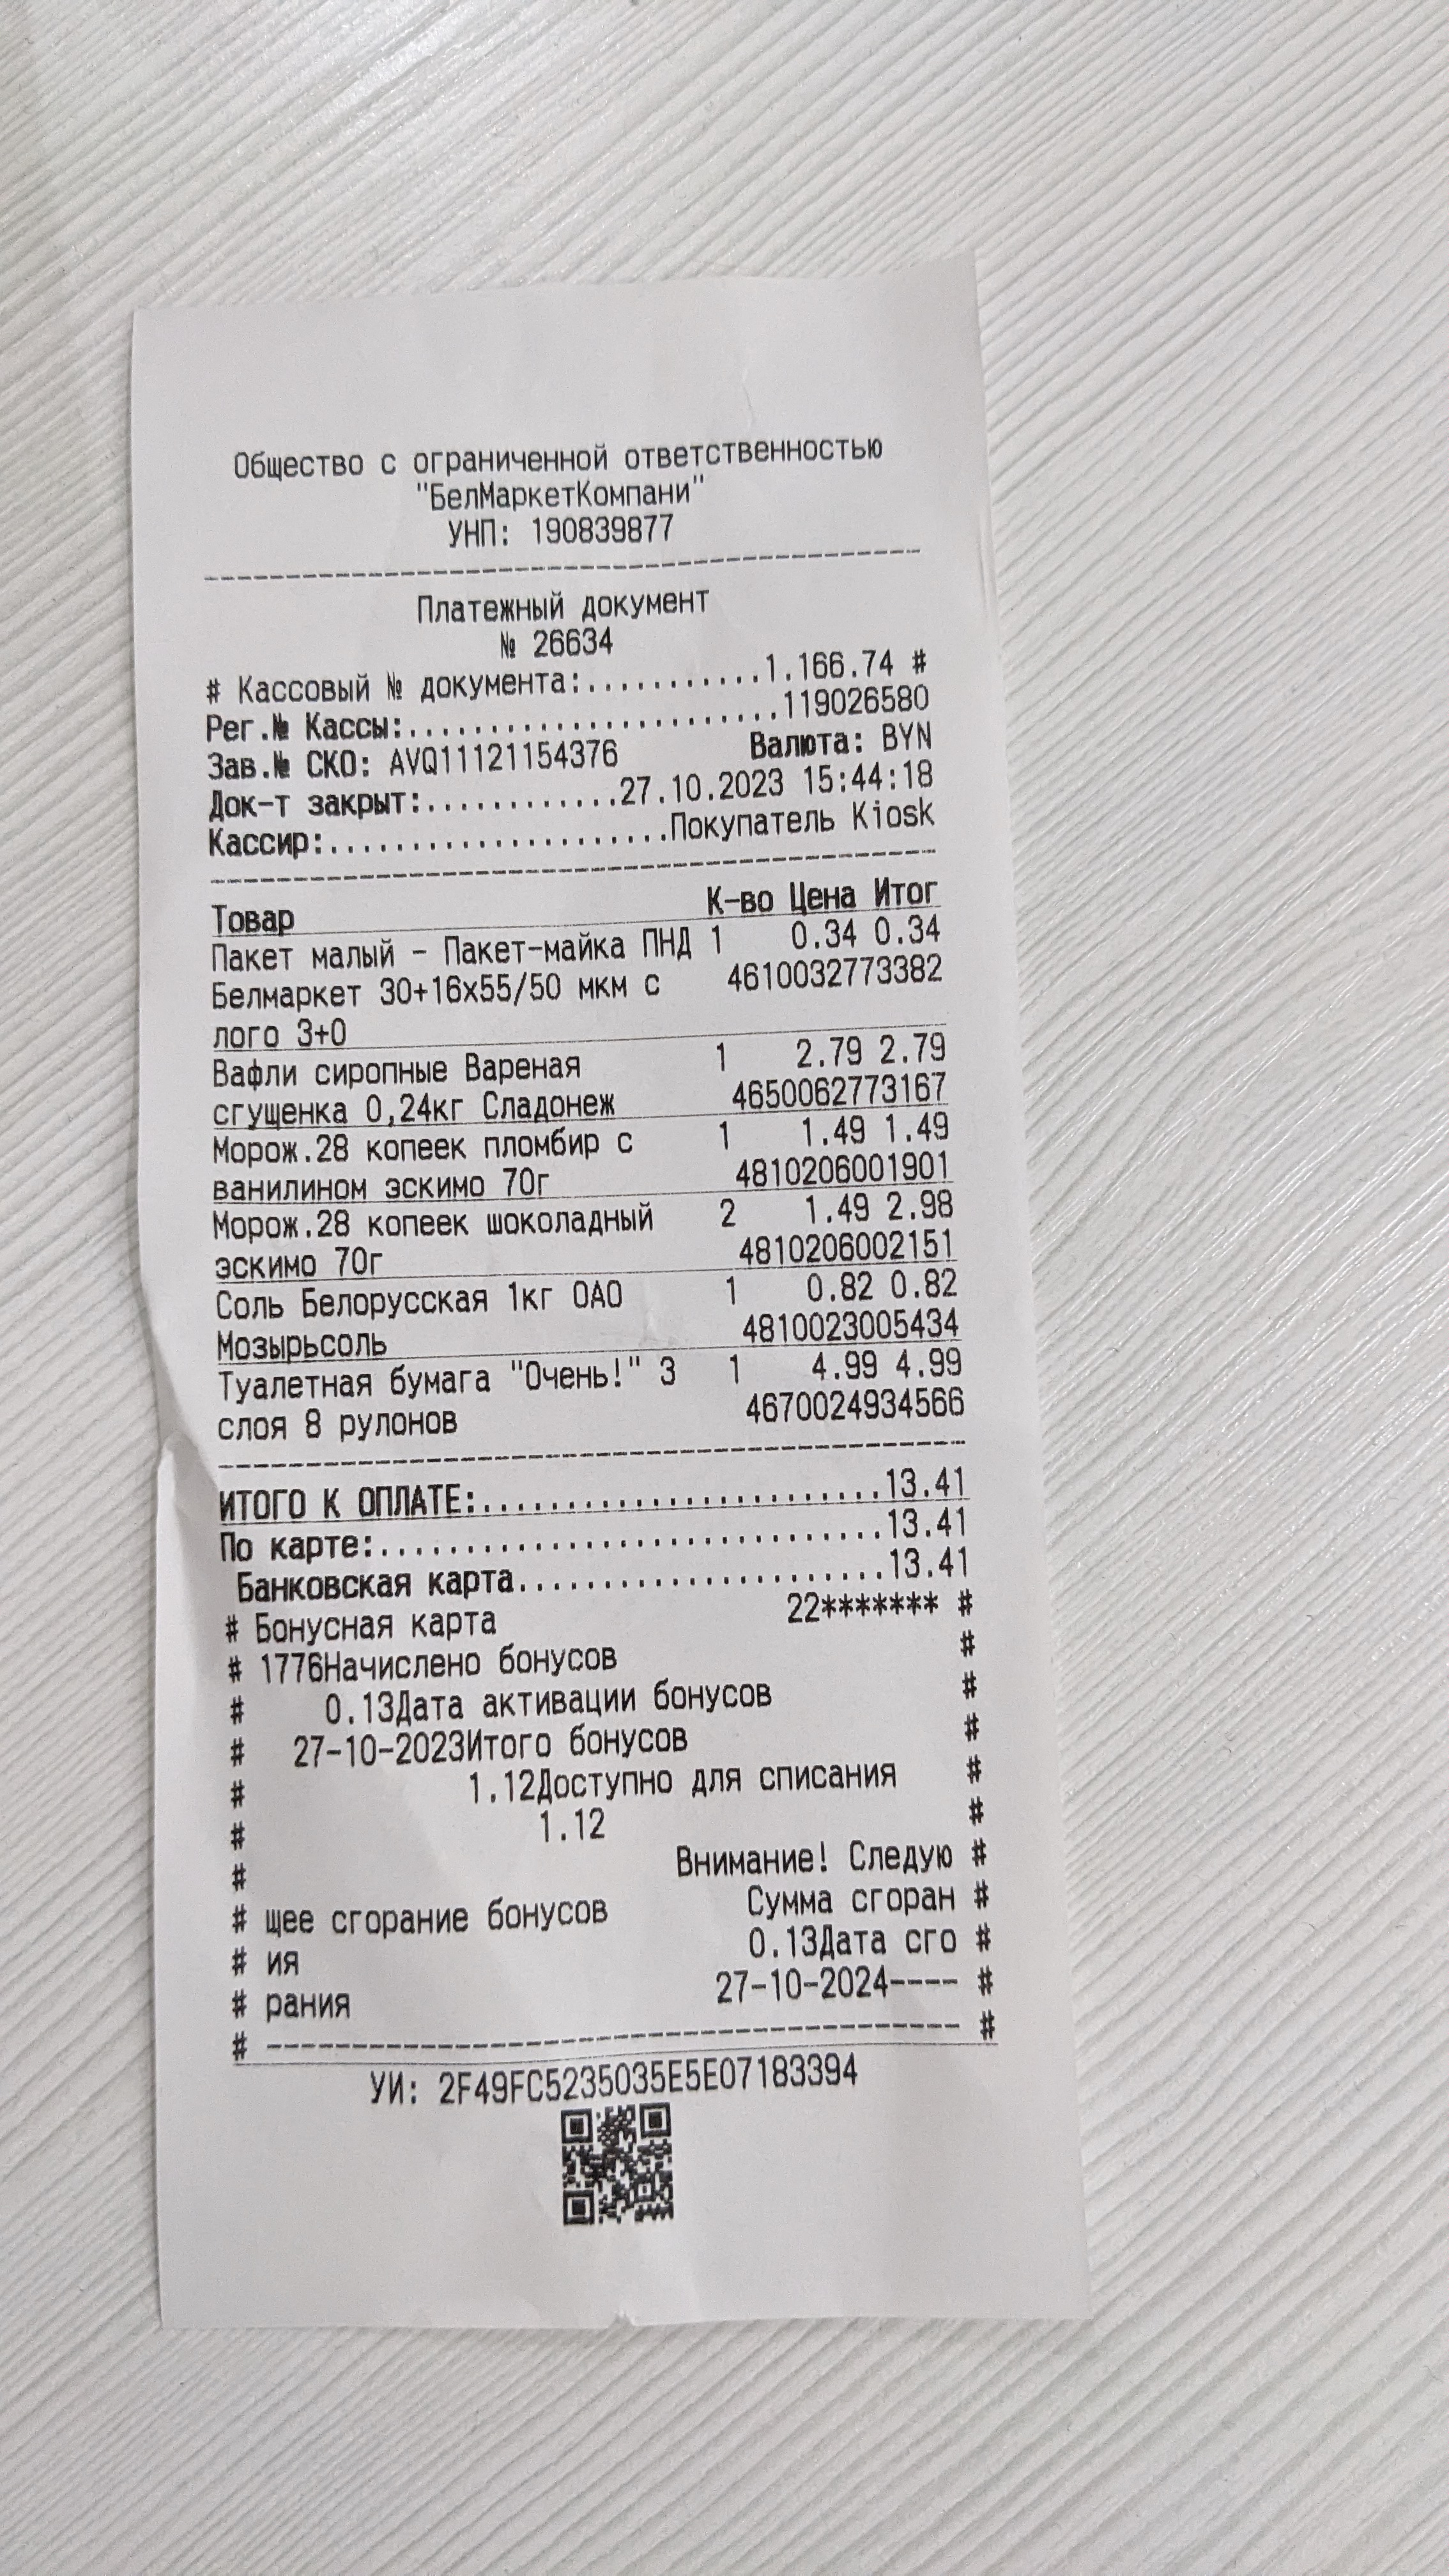 Общество с ограниченной ответственностью
"БелМаркетКомпани"
УНП: 190839877
Платежный документ
№ 26634
# Кассовый № документа:...........1.166.74 #
Рег.№ Кассы:.......................119026580
Зав.№ СКО: AVQ11121154376 Валюта: BYN
Док-т закрыт:............27.10.2023 15:44:18
Кассир:.....................Покупатель Kiosk
Товар К-во Цена Итог
Пакет малый - Пакет-майка ПНД 1 0.34 0.34
Белмаркет 30+16х55/50 мкм с 4610032773382
лого 3+0
Вафли сиропные Вареная 1 2.79 2.79
сгущенка 0,24кг Сладонеж 4650062773167
Морож.28 копеек пломбир с 1 1.49 1.49
ванилином эскимо 70г 4810206001901
Морож.28 копеек шоколадный 2 1.49 2.98
эскимо 70г 4810206002151
Соль Белорусская 1кг ОАО 1 0.82 0.82
Мозырьсоль 4810023005434
Туалетная бумага "Очень!" 3 1 4.99 4.99
слоя 8 рулонов 4670024934566
ИТОГО К ОПЛАТЕ:........................13.41
По карте:..............................13.41
Банковская карта......................13.41
# Бонусная карта 22******* #
# 1776Начислено бонусов #
# 0.13Дата активации бонусов #
# 27-10-2023Итого бонусов #
# 1.12Доступно для списания #
# 1.12 #
# Внимание! Следую #
# щее сгорание бонусов Сумма сгоран #
# ия 0.13Дата сго #
# рания 27-10-2024---- #
# ------------------------------------------ #
УИ: 2F49FC5235035E5E07183394